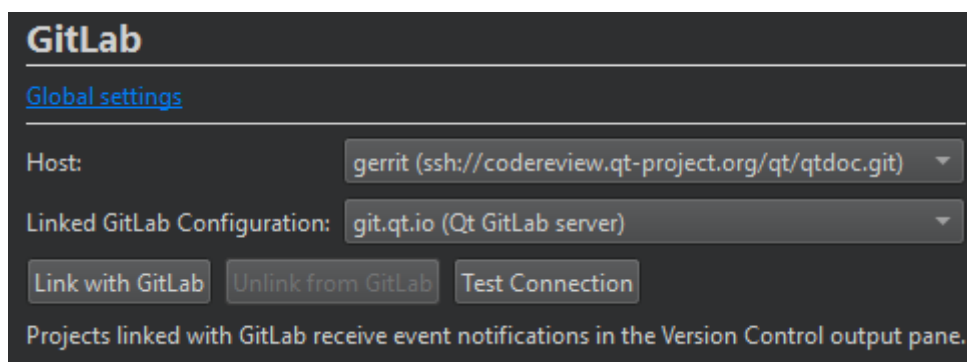 GitLab
Global settings
Host: gerrit (ssh://codereview.qt-project.org/qt/qtdoc.git)
Linked GitLab Configuration: git.qt.io (Qt GitLab server)
Link with GitLab Unlink from GitLab Test Connection
Projects linked with GitLab receive event notifications in the Version Control output pane.